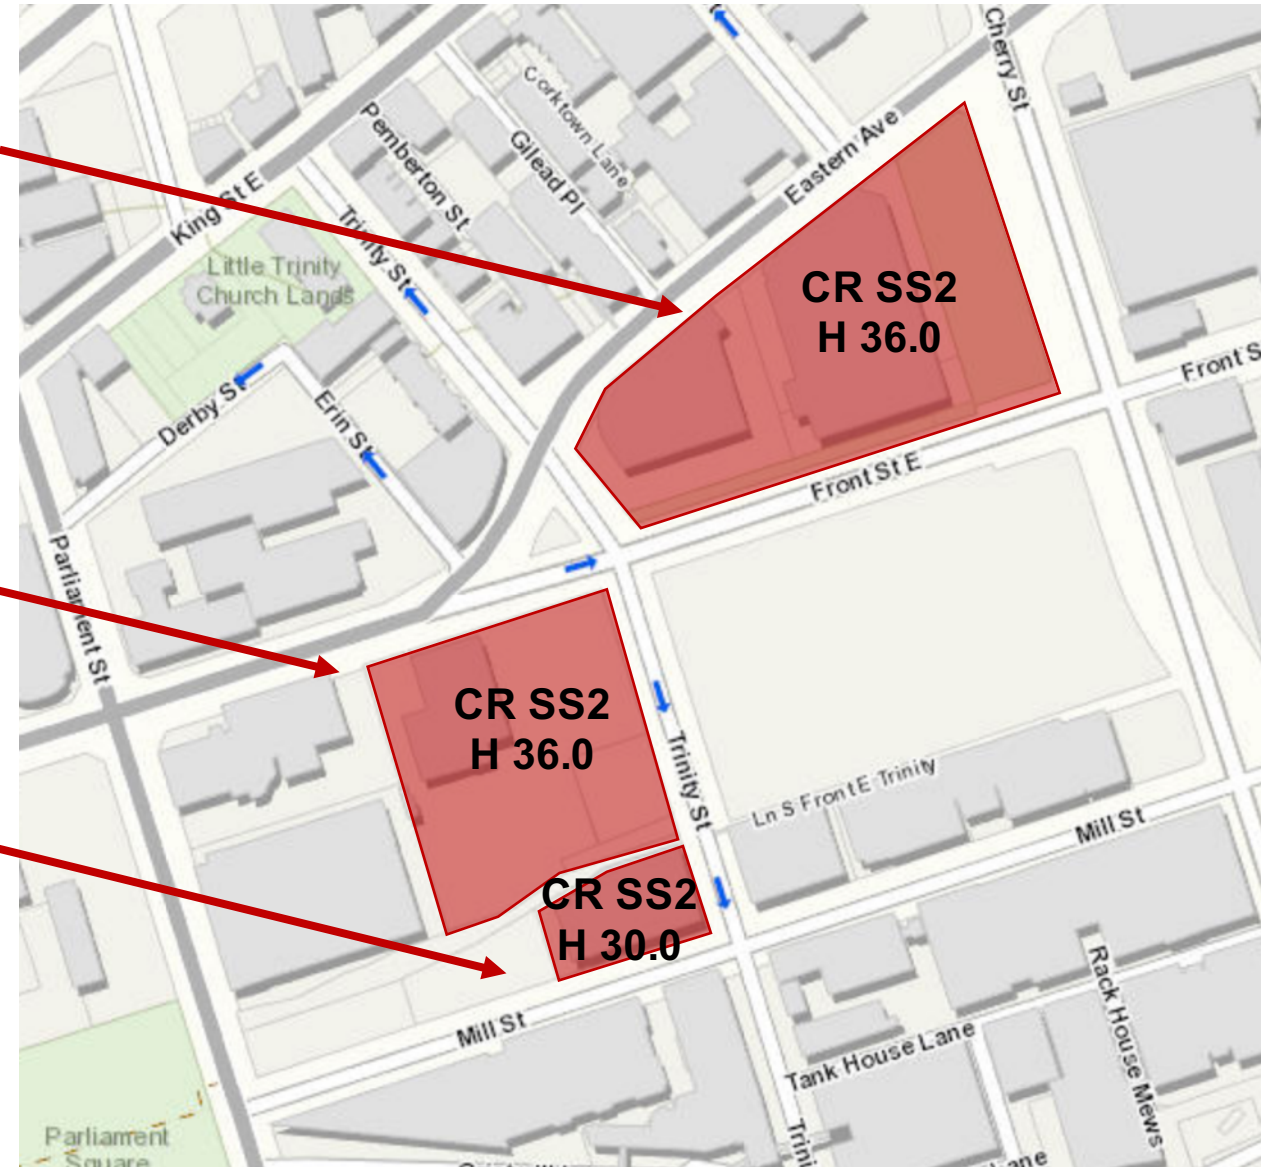 Cherry St
Corktown Lane
Pemberton St
Gilead Pl
Eastern Ave
King St E
Trinity St
Little Trinity
Church Lands
CR SS2
H 36.0
Front S
Derby St
Erin St
Front St E
Parliament St
CR SS2
H 36.0
Trinity St
Ln S Front E Trinity
Mill St
CR SS2
H 30.0
Mill St
Rack House Mews
Tank House Lane
Parliament
Square
Trini
ane